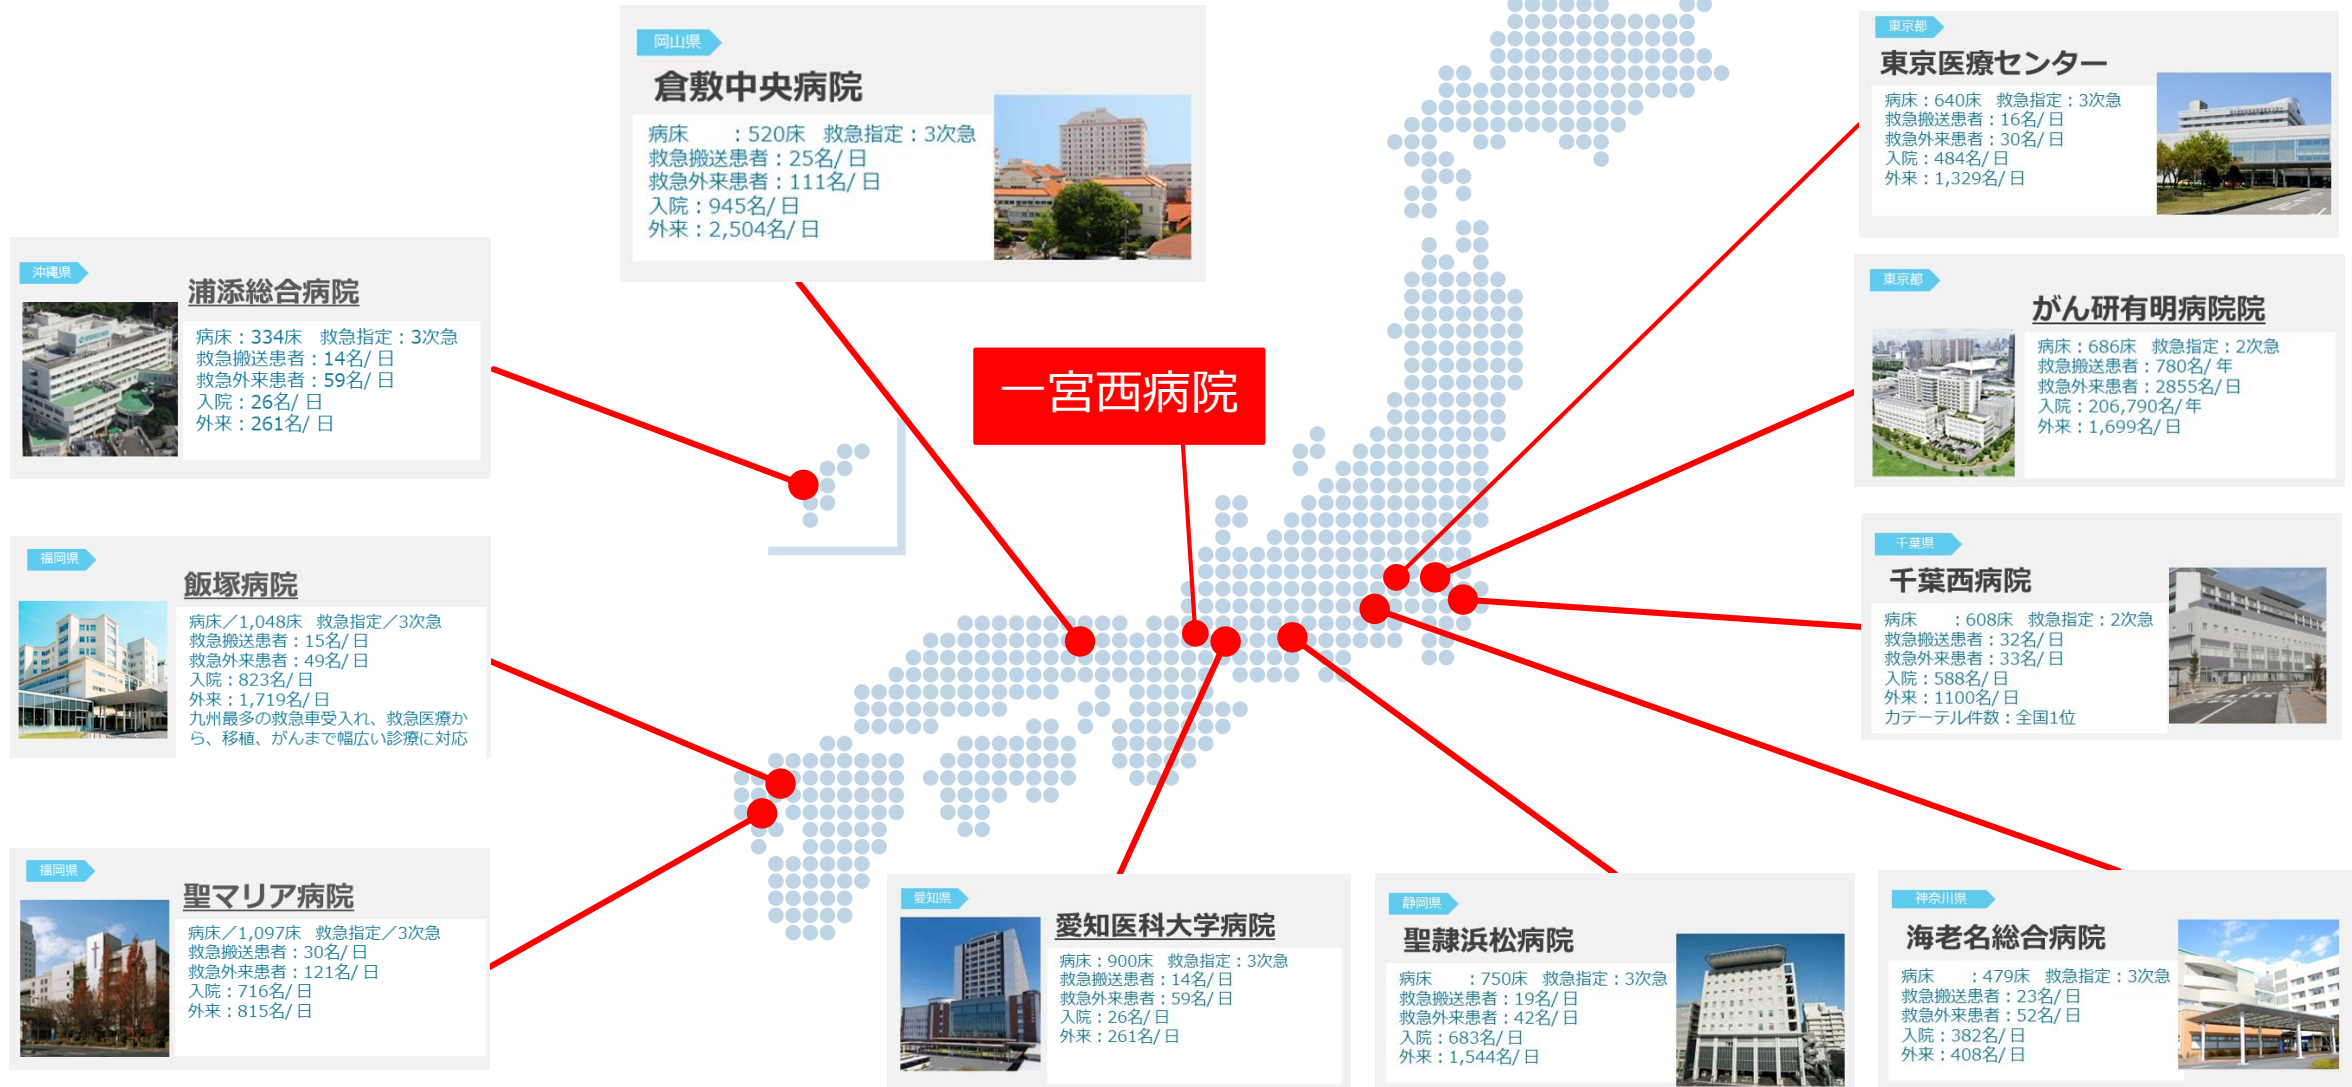 岡山県
倉敷中央病院
病床　　：520床　救急指定：3次急
救急搬送患者：25名/ 日
救急外来患者：111名/ 日
入院：945名/ 日
外来：2,504名/ 日
東京都
東京医療センター
病床：640床　救急指定：3次急
救急搬送患者：16名/ 日
救急外来患者：30名/ 日
入院：484名/ 日
外来：1,329名/ 日
沖縄県
浦添総合病院
病床：334床　救急指定：3次急
救急搬送患者：14名/ 日
救急外来患者：59名/ 日
入院：26名/ 日
外来：261名/ 日
一宮西病院
東京都
がん研有明病院院
病床：686床　救急指定：2次急
救急搬送患者：780名/ 年
救急外来患者：2855名/ 日
入院：206,790名/ 年
外来：1,699名/ 日
福岡県
飯塚病院
病床／1,048床　救急指定／3次急
救急搬送患者：15名/ 日
救急外来患者：49名/ 日
入院：823名/ 日
外来：1,719名/ 日
九州最多の救急車受入れ、救急医療か
ら、移植、がんまで幅広い診療に対応
千葉県
千葉西病院
病床　　：608床　救急指定：2次急
救急搬送患者：32名/ 日
救急外来患者：33名/ 日
入院：588名/ 日
外来：1100名/ 日
カテーテル件数：全国1位
福岡県
聖マリア病院
病床／1,097床　救急指定／3次急
救急搬送患者：30名/ 日
救急外来患者：121名/ 日
入院：716名/ 日
外来：815名/ 日
愛知県
愛知医科大学病院
病床：900床　救急指定：3次急
救急搬送患者：14名/ 日
救急外来患者：59名/ 日
入院：26名/ 日
外来：261名/ 日
静岡県
聖隷浜松病院
病床　　：750床　救急指定：3次急
救急搬送患者：19名/ 日
救急外来患者：42名/ 日
入院：683名/ 日
外来：1,544名/ 日
神奈川県
海老名総合病院
病床　　：479床　救急指定：3次急
救急搬送患者：23名/ 日
救急外来患者：52名/ 日
入院：382名/ 日
外来：408名/ 日